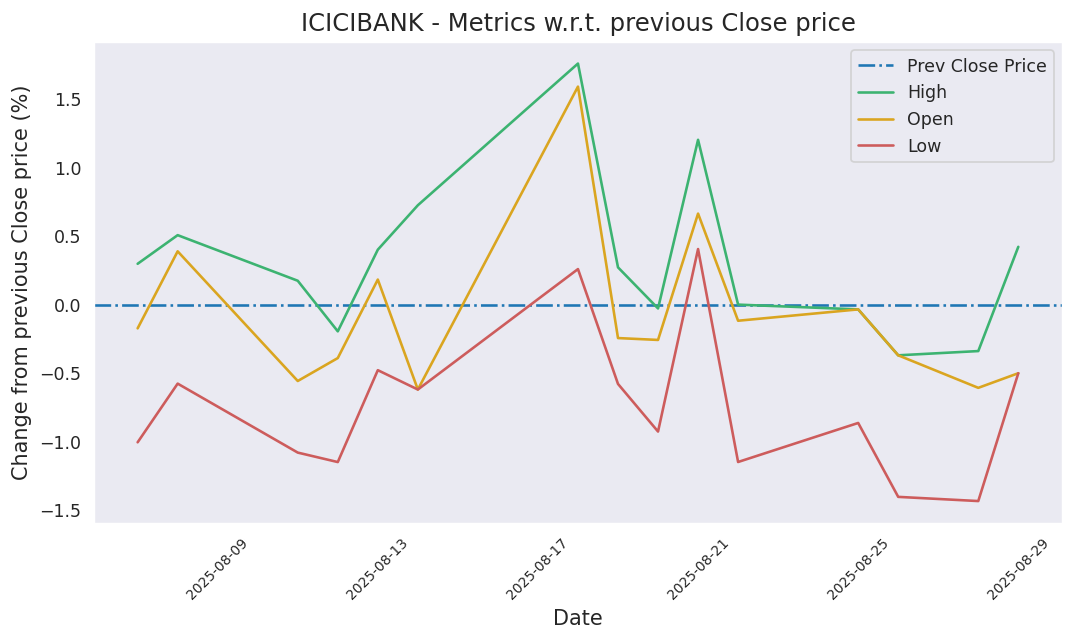 ICICIBANK - Metrics w.r.t. previous Close price
Change from previous Close price (%)
1.5
1.0
0.5
0.0
−0.5
−1.0
−1.5
Prev Close Price
High
Open
Low
2025-08-09
2025-08-13
2025-08-17
2025-08-21
2025-08-25
2025-08-29
Date